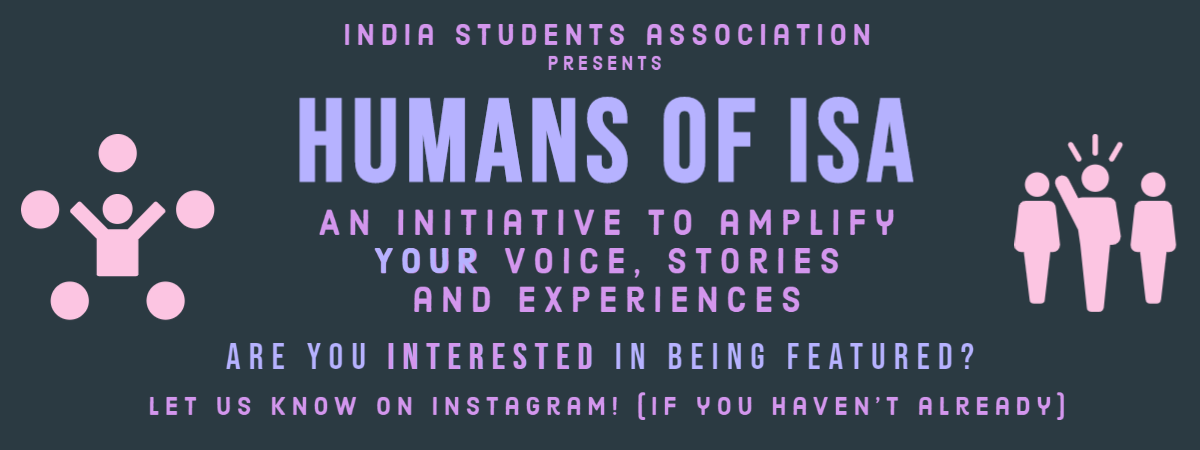 INDIA STUDENTS ASSOCIATION
PRESENTS
HUMANS OF ISA
AN INITIATIVE TO AMPLIFY
YOUR VOICE, STORIES
AND EXPERIENCES
ARE YOU INTERESTED IN BEING FEATURED?
LET US KNOW ON INSTAGRAM! (IF YOU HAVEN'T ALREADY)